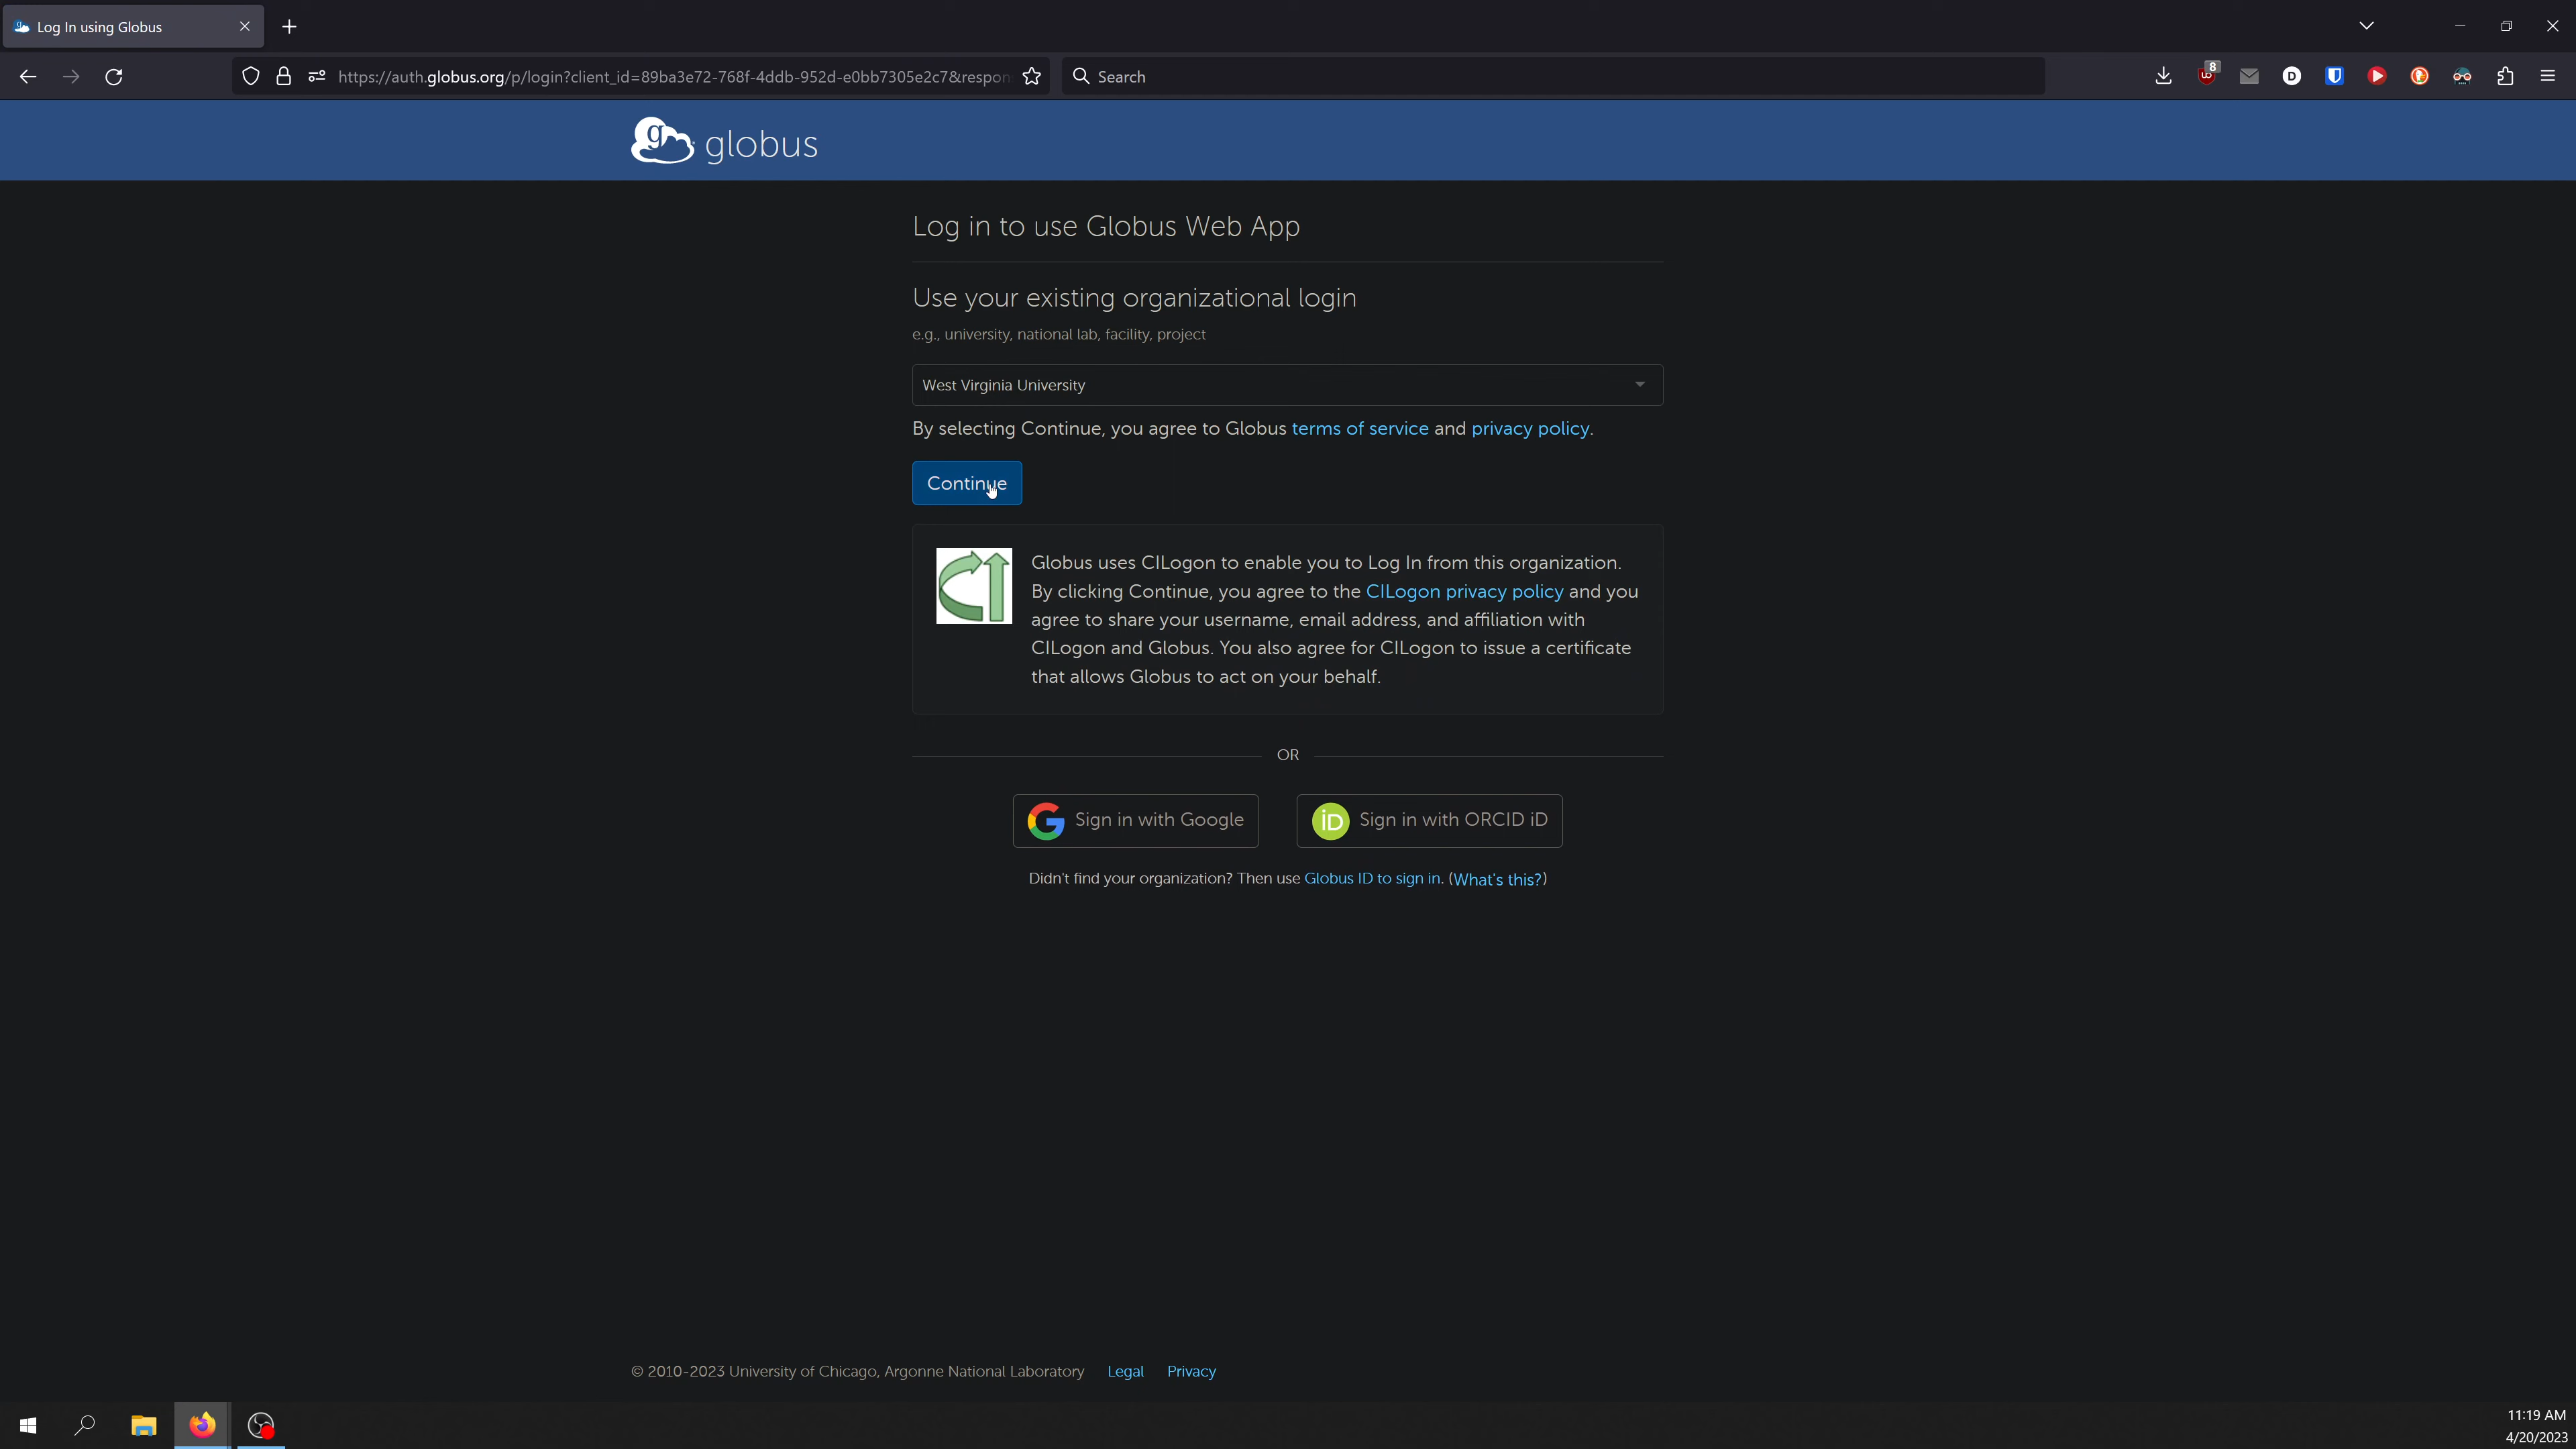 Log In using Globus
https://auth.globus.org/p/login?client_id=89ba3e72-768f-4ddb-952d-e0bb7305e2c7&respon
Search
8
globus
Log in to use Globus Web App
Use your existing organizational login
e.g., university, national lab, facility, project
West Virginia University
By selecting Continue, you agree to Globus terms of service and privacy policy.
Continue
Globus uses CILogon to enable you to Log In from this organization.
By clicking Continue, you agree to the CILogon privacy policy and you
agree to share your username, email address, and affiliation with
CILogon and Globus. You also agree for CILogon to issue a certificate
that allows Globus to act on your behalf.
OR
Sign in with Google
iD Sign in with ORCID iD
Didn't find your organization? Then use Globus ID to sign in. (What's this?)
© 2010-2023 University of Chicago, Argonne National Laboratory Legal Privacy
11:19 AM
4/20/2023